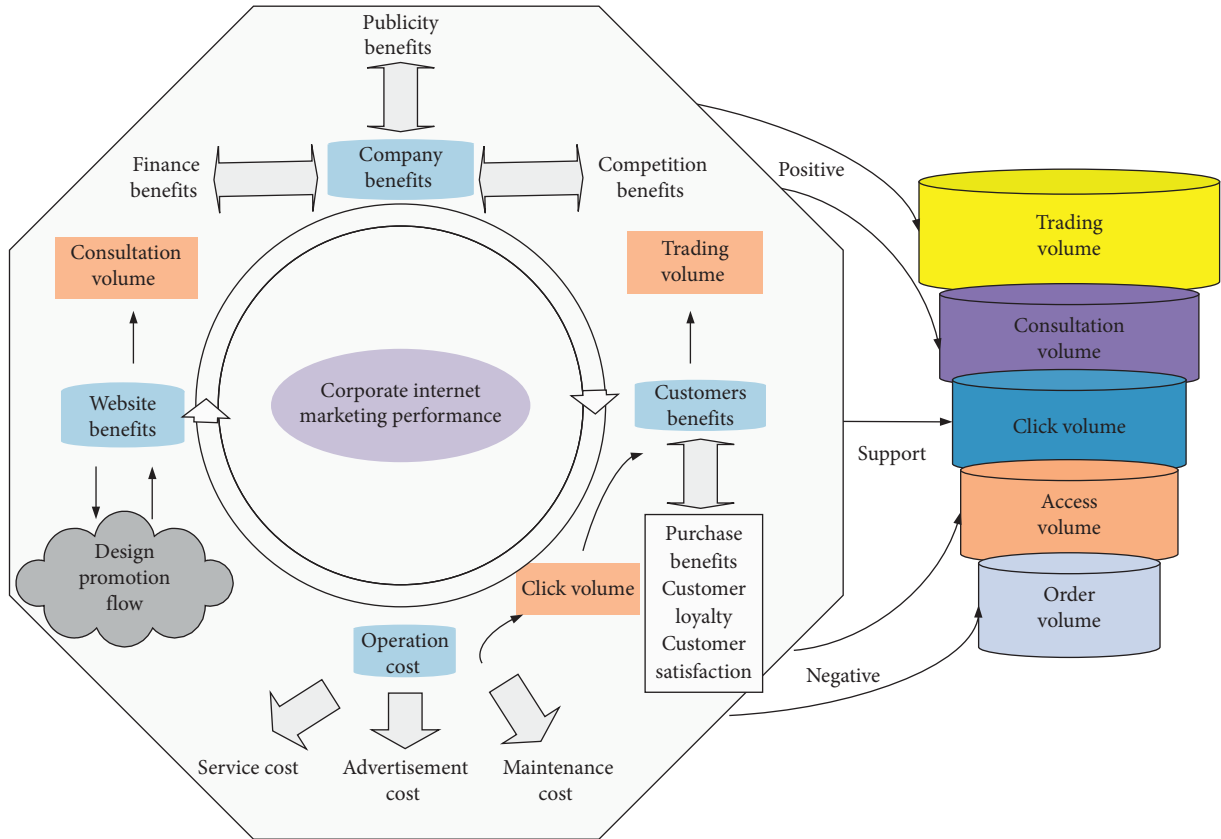 Publicity
benefits
Finance
benefits
Company
benefits
Competition
benefits
Consultation
volume
Trading
volume
Corporate internet
marketing performance
Website
benefits
Customers
benefits
Design
promotion
flow
Click volume
Purchase
benefits
Customer
loyalty
Customer
satisfaction
Operation
cost
Service cost
Advertisement
cost
Maintenance
cost
Positive
Support
Negative
Trading
volume
Consultation
volume
Click volume
Access
volume
Order
volume